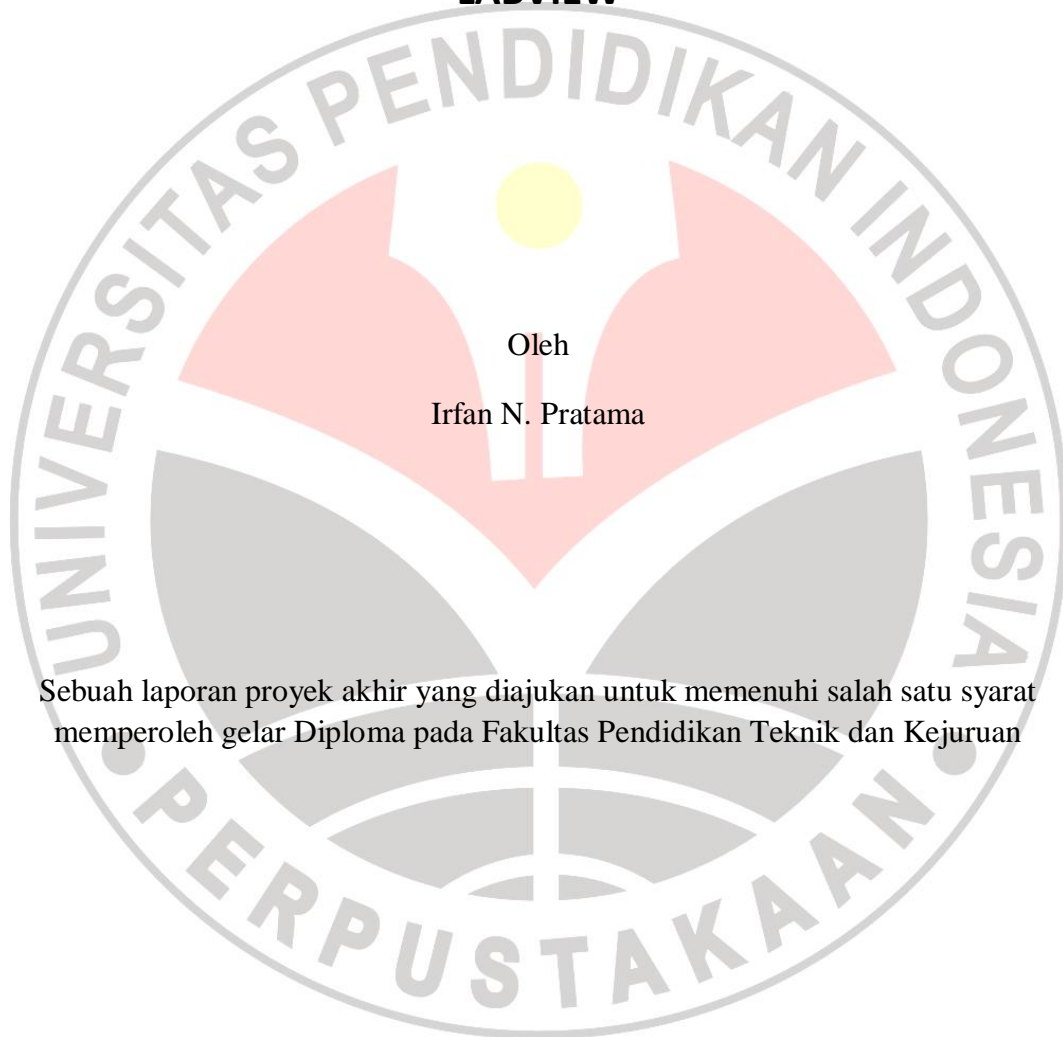 LABVIEW
UNIVERSITAS PENDIDIKAN INDONESIA
Oleh
Irfan N. Pratama
Sebuah laporan proyek akhir yang diajukan untuk memenuhi salah satu syarat
memperoleh gelar Diploma pada Fakultas Pendidikan Teknik dan Kejuruan
PERPUSTAKAAN